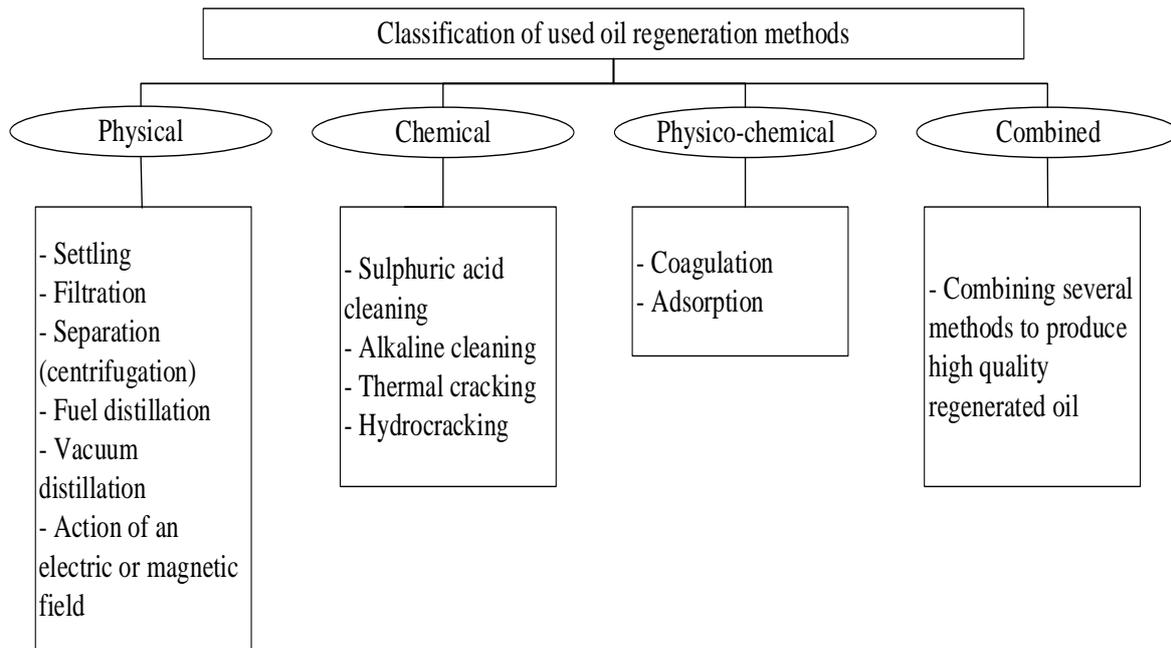 Classification of used oil regeneration methods
Physical
Chemical
Physico-chemical
Combined
- Settling
- Filtration
- Separation
(centrifugation)
- Fuel distillation
- Vacuum
distillation
- Action of an
electric or magnetic
field
- Sulphuric acid
cleaning
- Alkaline cleaning
- Thermal cracking
- Hydrocracking
- Coagulation
- Adsorption
- Combining several
methods to produce
high quality
regenerated oil